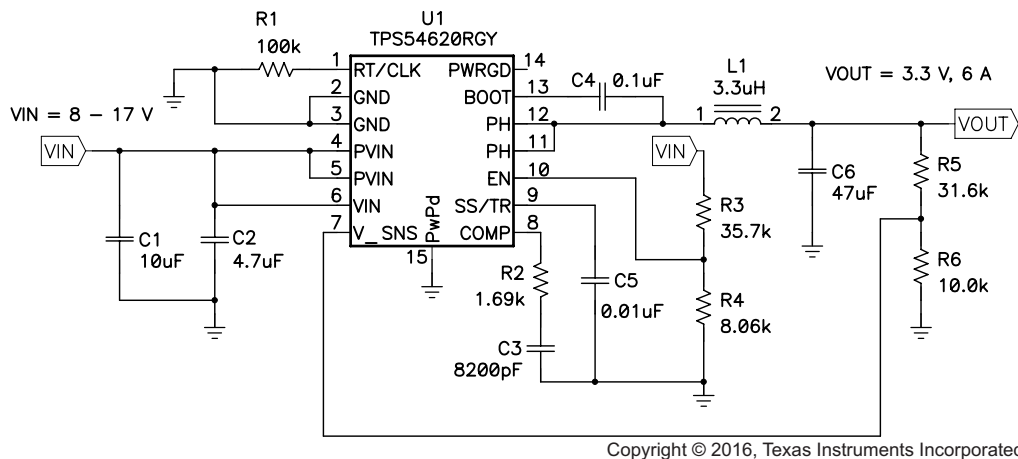 U1
TPS54620RGY
R1
100k
1 RT/CLK
2 GND
3 GND
4 PVIN
5 PVIN
6 VIN
7 V_SNS
PWRGD 14
BOOT 13
PH 12
PH 11
EN 10
SS/TR 9
COMP 8
PwPd
15
VIN = 8 – 17 V
VIN
C1
10uF
C2
4.7uF
C4
0.1uF
L1
3.3uH
1
2
VOUT = 3.3 V, 6 A
VOUT
VIN
C6
47uF
R5
31.6k
R3
35.7k
R6
10.0k
R2
1.69k
C5
0.01uF
R4
8.06k
C3
8200pF
Copyright © 2016, Texas Instruments Incorporated